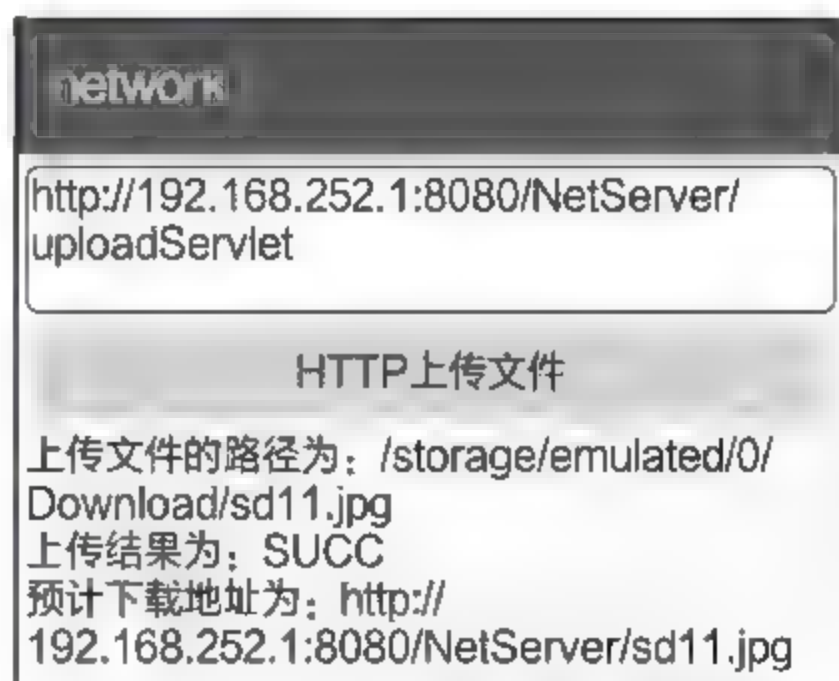 network
http://192.168.252.1:8080/NetServer/
uploadServlet
HTTP上传文件
上传文件的路径为：/storage/emulated/0/
Download/sd11.jpg
上传结果为：SUCC
预计下载地址为：http://
192.168.252.1:8080/NetServer/sd11.jpg